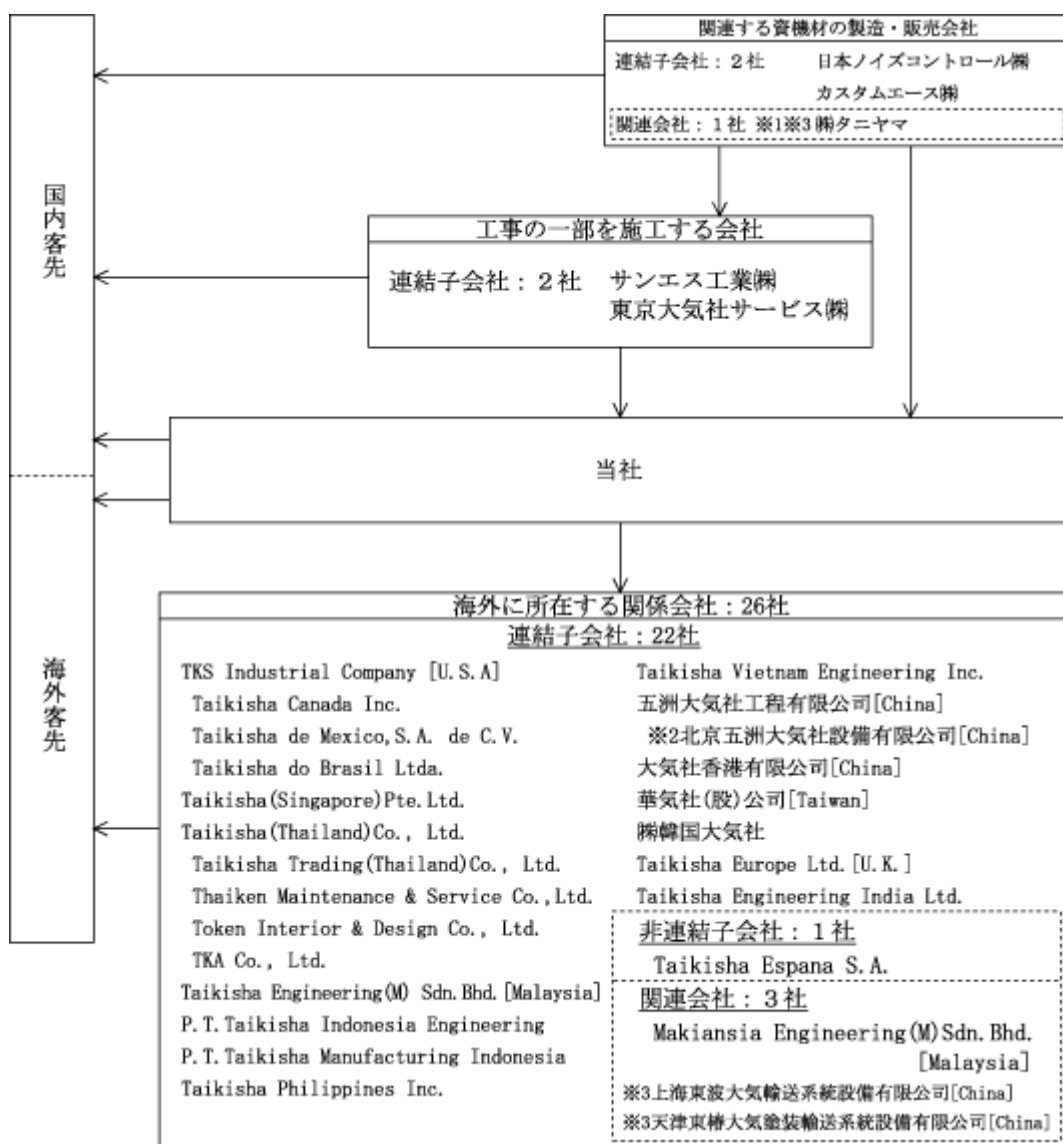 関連する資機材の製造・販売会社
連結子会社：２社 日本ノイズコントロール㈱
カスタムエース㈱
関連会社：１社 ※1※3㈱タニヤマ
国内客先
工事の一部を施工する会社
連結子会社：２社 サンエス工業㈱
東京大気社サービス㈱
当社
海外客先
海外に所在する関係会社：26社
連結子会社：22社
TKS Industrial Company [U.S.A]
Taikisha Canada Inc.
Taikisha de Mexico,S.A. de C.V.
Taikisha do Brasil Ltda.
Taikisha(Singapore)Pte.Ltd.
Taikisha(Thailand)Co., Ltd.
Taikisha Trading(Thailand)Co., Ltd.
Thaiken Maintenance & Service Co.,Ltd.
Token Interior & Design Co., Ltd.
TKA Co., Ltd.
Taikisha Engineering(M) Sdn.Bhd.[Malaysia]
P.T.Taikisha Indonesia Engineering
P.T.Taikisha Manufacturing Indonesia
Taikisha Philippines Inc.
Taikisha Vietnam Engineering Inc.
五洲大気社工程有限公司[China]
※2北京五洲大気社設備有限公司[China]
大気社香港有限公司[China]
華気社(股)公司[Taiwan]
㈱韓国大気社
Taikisha Europe Ltd.[U.K.]
Taikisha Engineering India Ltd.
非連結子会社：１社
Taikisha Espana S.A.
関連会社：３社
Makiansia Engineering(M)Sdn.Bhd.
[Malaysia]
※3上海東波大気輸送系統設備有限公司[China]
※3天津東椿大気塗装輸送系統設備有限公司[China]